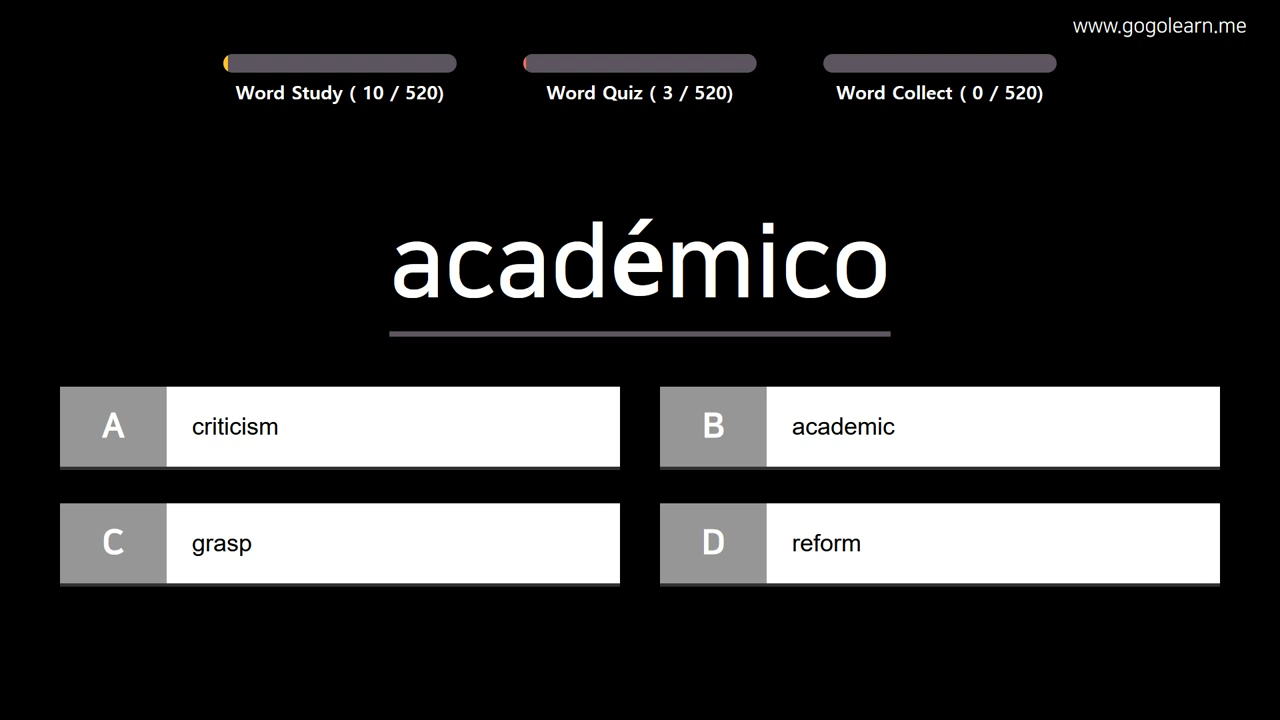 www.gogolearn.me
Word Study ( 10 / 520)
Word Quiz ( 3 / 520)
Word Collect ( 0 / 520)
académico
A criticism
B academic
C grasp
D reform